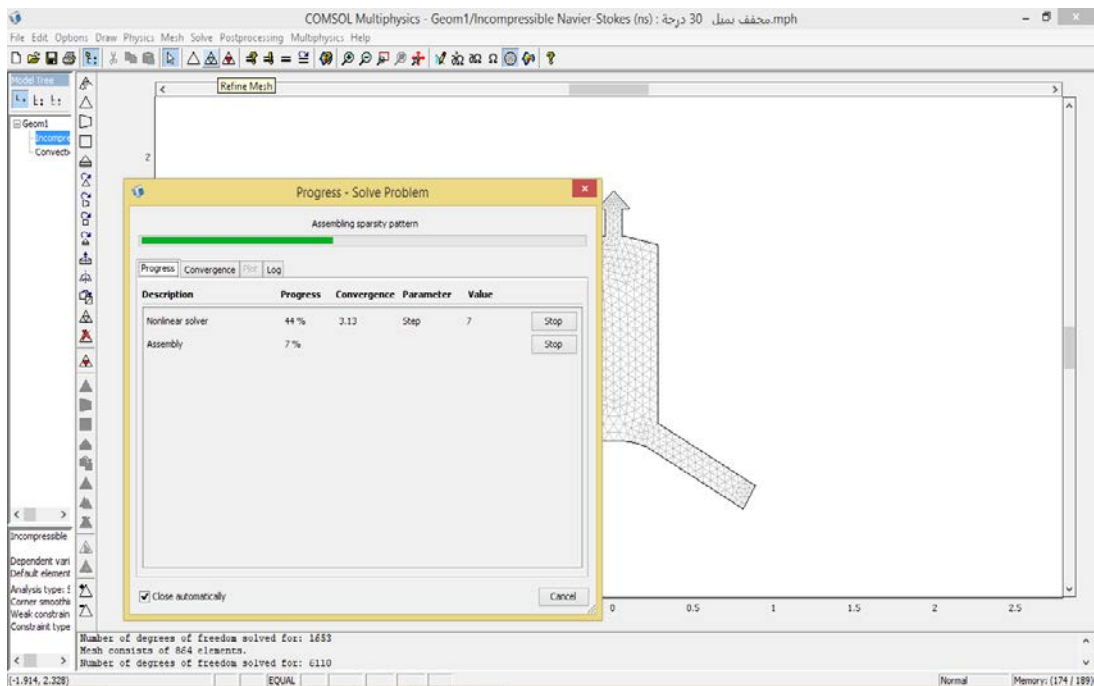 COMSOL Multiphysics - Geom1/Incompressible Navier-Stokes (ns) : مجفف بميل 30 درجة.mph
File Edit Options Draw Physics Mesh Solve Postprocessing Multiphysics Help
Model Tree
Refine Mesh
Geom1
Incompre
Convecti
2
Progress - Solve Problem
Assembling sparsity pattern
Progress Convergence Plot Log
Description Progress Convergence Parameter Value
Nonlinear solver 44 % 3.13 Step 7 Stop
Assembly 7 % Stop
Close automatically Cancel
0 0.5 1 1.5 2 2.5
Incompressible
Dependent vari
Default element
Analysis type: S
Corner smoothi
Weak constrain
Constraint type
Number of degrees of freedom solved for: 1653
Mesh consists of 864 elements.
Number of degrees of freedom solved for: 6110
(-1.914, 2.328) EQUAL Normal Memory: (174 / 189)